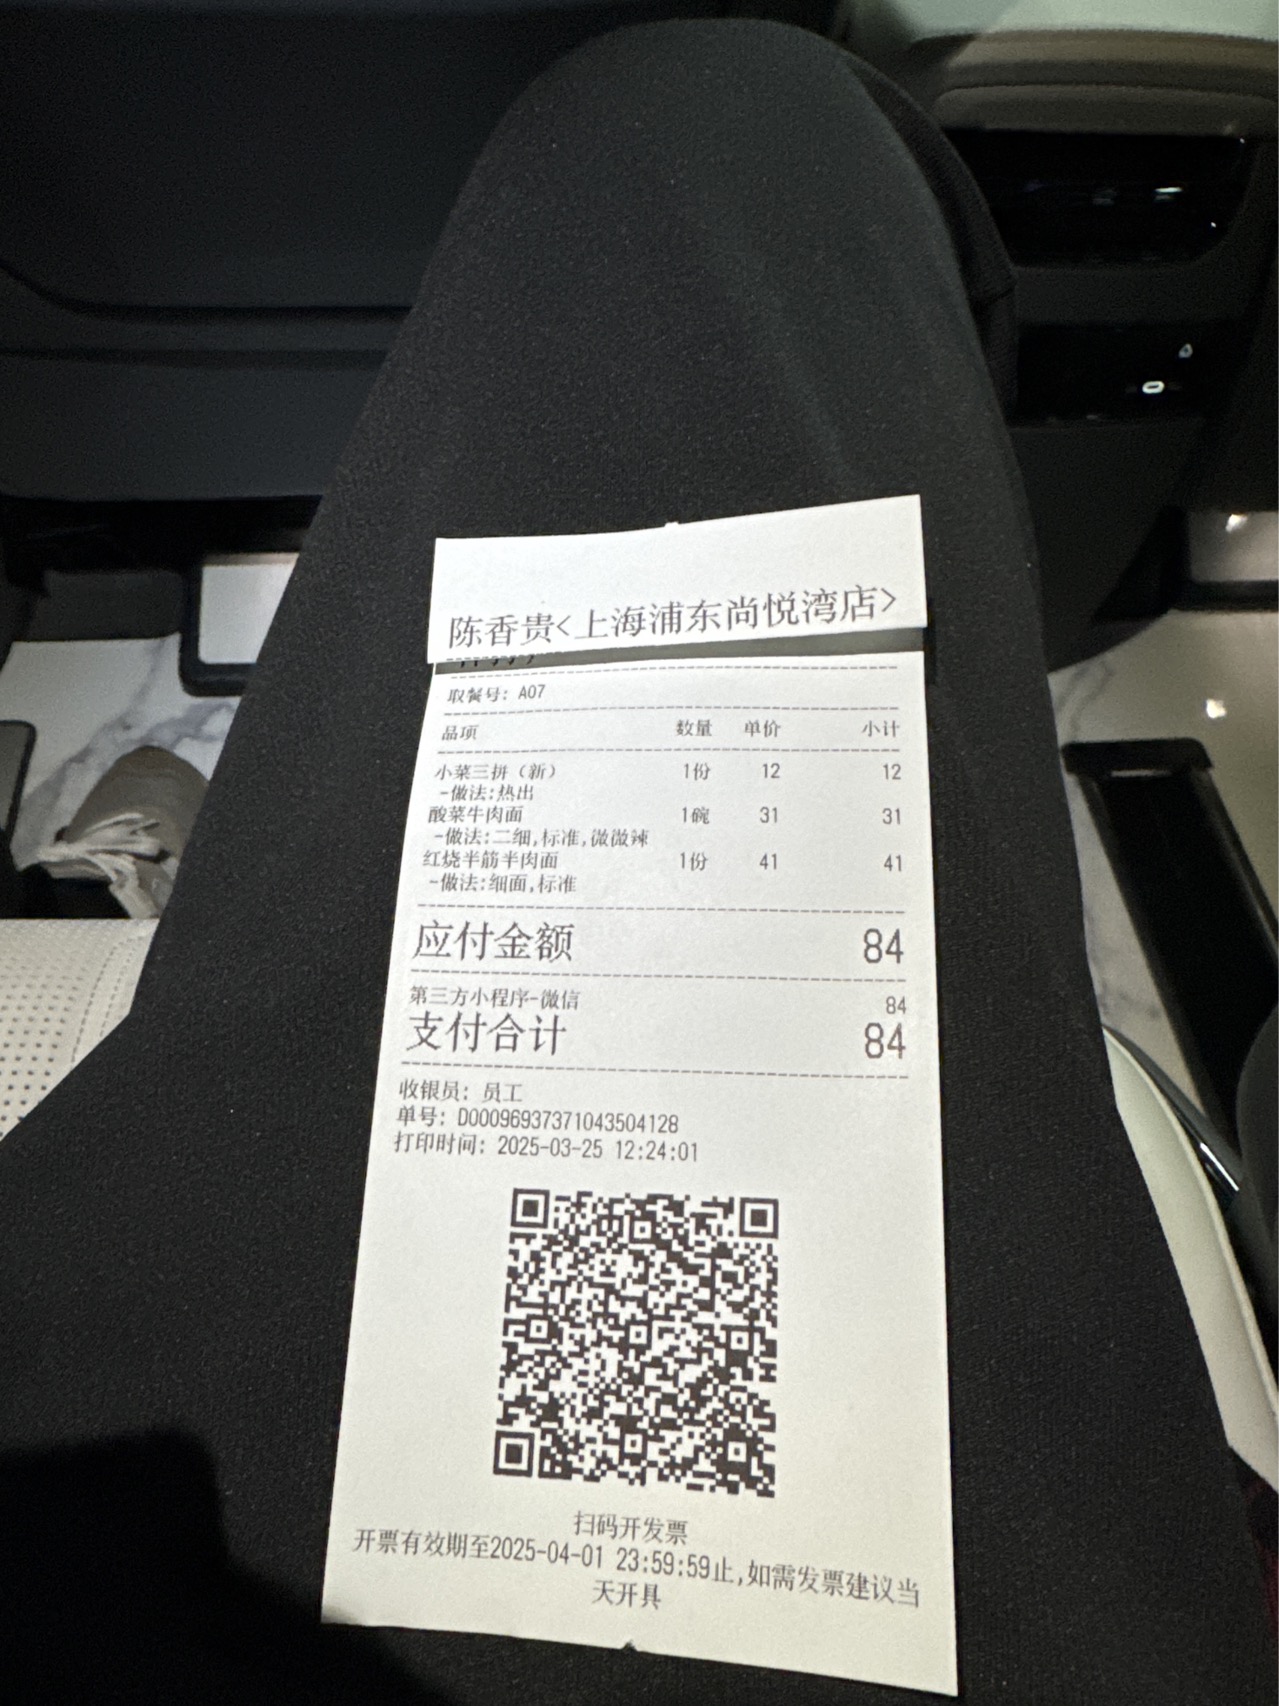 陈香贵<上海浦东尚悦湾店>
取餐号: A07
品项 数量 单价 小计
小菜三拼（新） 1份 12 12
-做法:热出
酸菜牛肉面 1碗 31 31
-做法:二细,标准,微微辣
红烧半筋半肉面 1份 41 41
-做法:细面,标准
应付金额 84
第三方小程序-微信 84
支付合计 84
收银员: 员工
单号: D000969373710435041​28
打印时间: 2025-03-25 12:24:01
扫码开发票
开票有效期至2025-04-01 23:59:59止,如需发票建议当
天开具